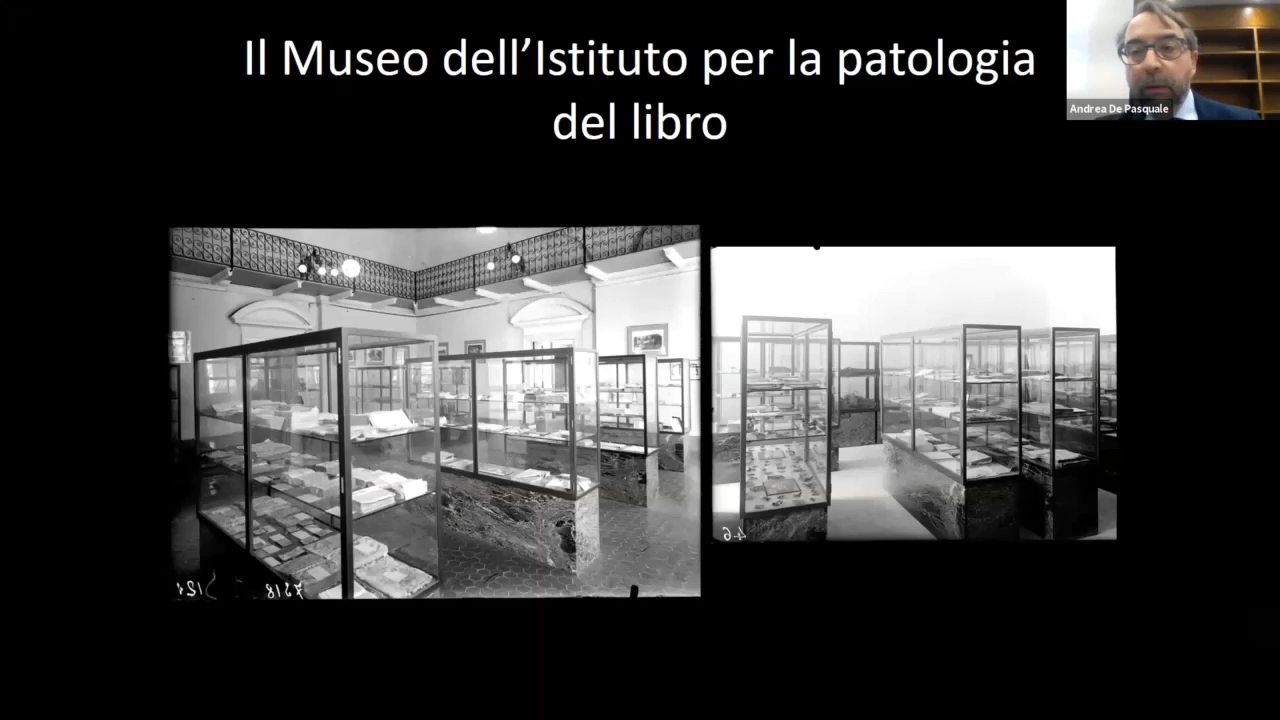 Il Museo dell’Istituto per la patologia
del libro
Andrea De Pasquale